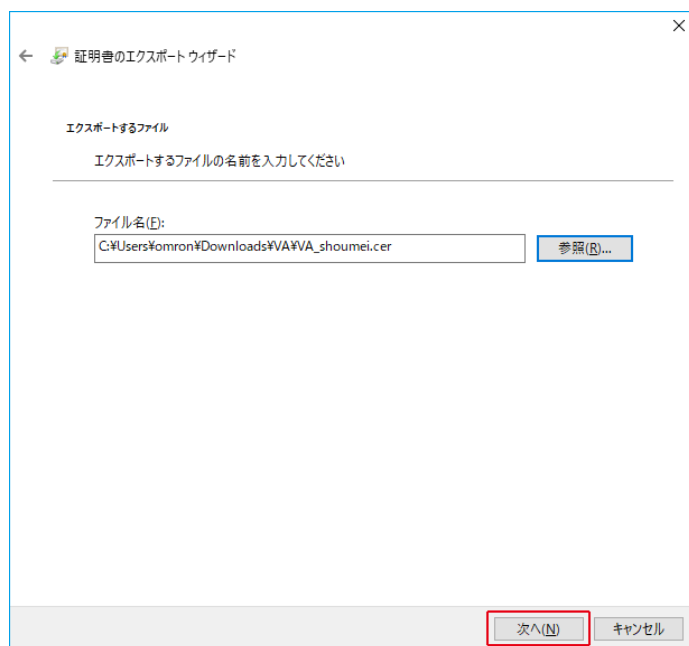 証明書のエクスポート ウィザード
エクスポートするファイル
エクスポートするファイルの名前を入力してください
ファイル名(F):
C:¥Users¥omron¥Downloads¥VA¥VA_shoumei.cer
参照(R)...
次へ(N)
キャンセル